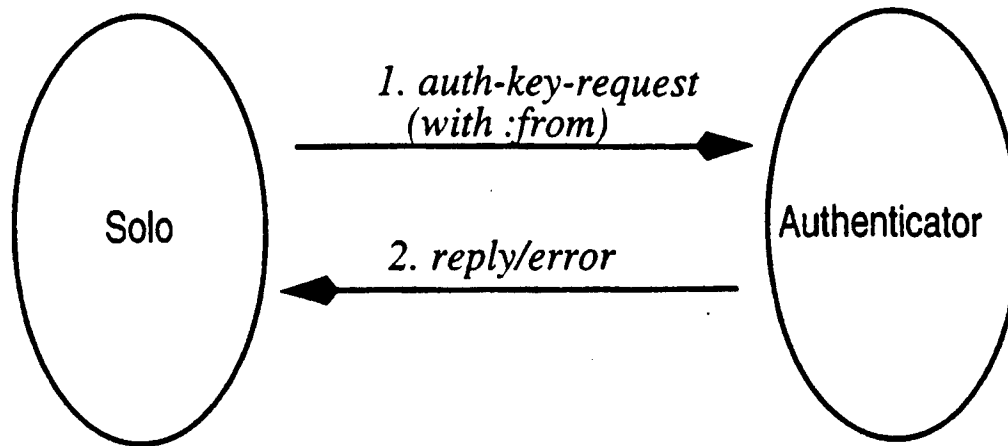 1. auth-key-request
(with :from)
Solo
Authenticator
2. reply/error